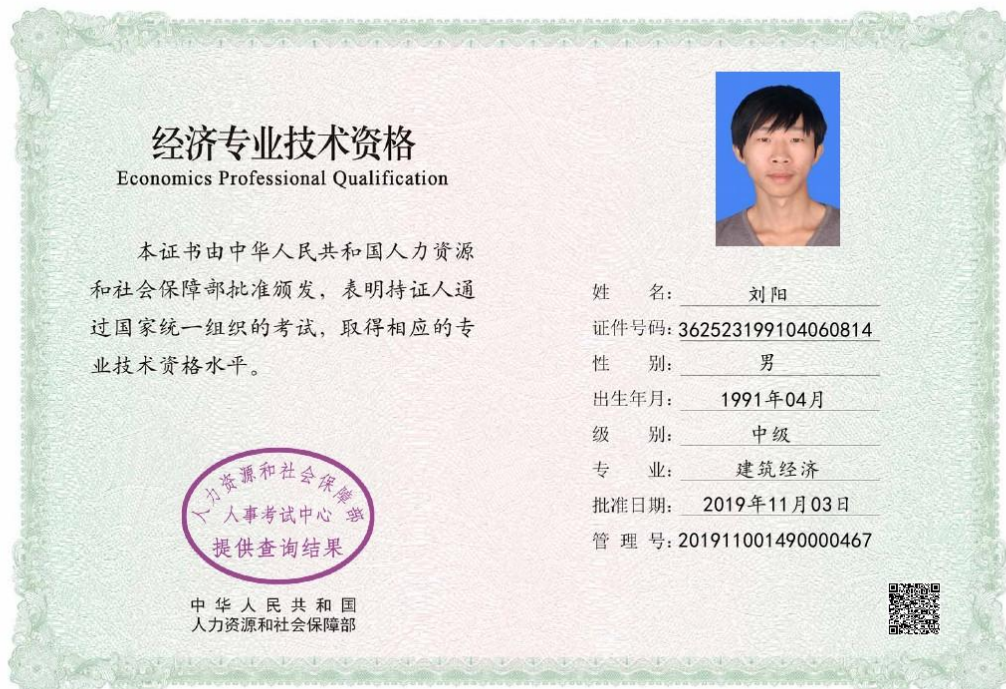 经济专业技术资格
Economics Professional Qualification
本证书由中华人民共和国人力资源
和社会保障部批准颁发，表明持证人通
过国家统一组织的考试，取得相应的专
业技术资格水平。
人力资源和社会保障部
人事考试中心
提供查询结果
中华人民共和国
人力资源和社会保障部
姓名：刘阳
证件号码：362523199104060814
性别：男
出生年月：1991年04月
级别：中级
专业：建筑经济
批准日期：2019年11月03日
管理号：201911001490000467